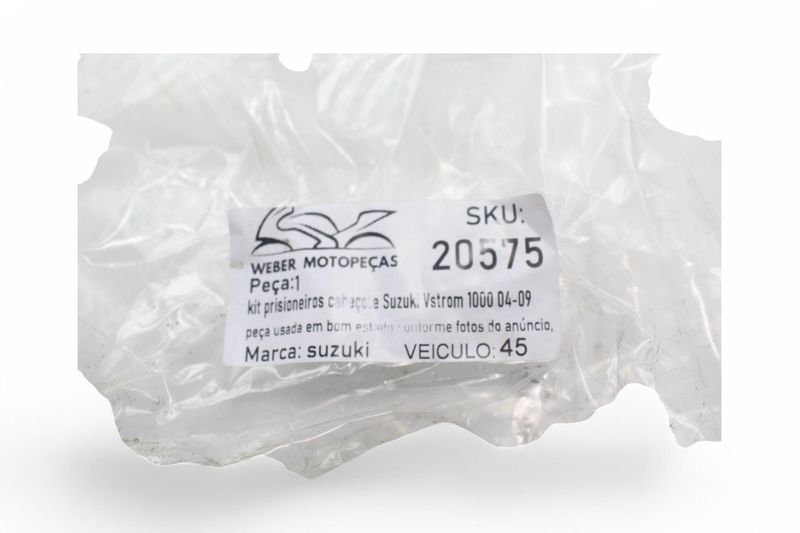 SKU:
20575
WEBER MOTOPEÇAS
Peça:1
kit prisioneiros cabeçote Suzuki Vstrom 1000 04-09
peça usada em bom estado conforme fotos do anúncio,
Marca: suzuki VEICULO: 45